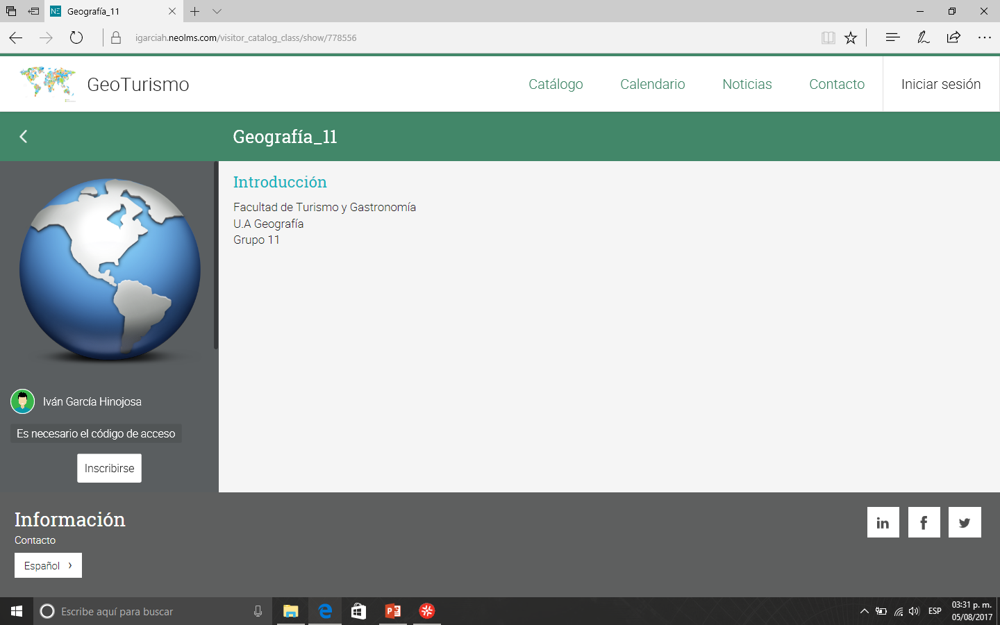 Geografía_11
igarciah.neolms.com/visitor_catalog_class/show/778556
GeoTurismo
Catálogo
Calendario
Noticias
Contacto
Iniciar sesión
Geografía_11
Introducción
Facultad de Turismo y Gastronomía
U.A Geografía
Grupo 11
Iván García Hinojosa
Es necesario el código de acceso
Inscribirse
Información
Contacto
Español
Escribe aquí para buscar
ESP
03:31 p. m.
05/08/2017